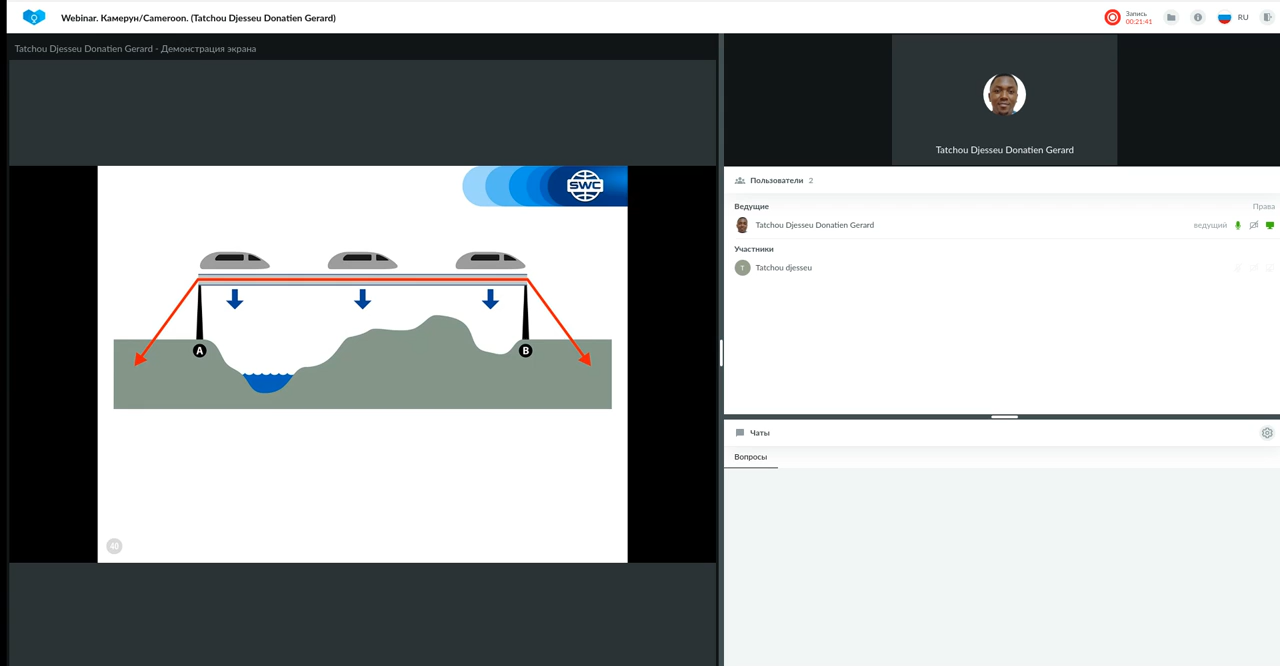 Webinar. Камерун/Cameroon. (Tatchou Djesseu Donatien Gerard)
Запись
00:21:41
RU
Tatchou Djesseu Donatien Gerard - Демонстрация экрана
SWC
A
B
40
Tatchou Djesseu Donatien Gerard
Пользователи 2
Ведущие Права
Tatchou Djesseu Donatien Gerard ведущий
Участники
T Tatchou djesseu
Чаты
Вопросы